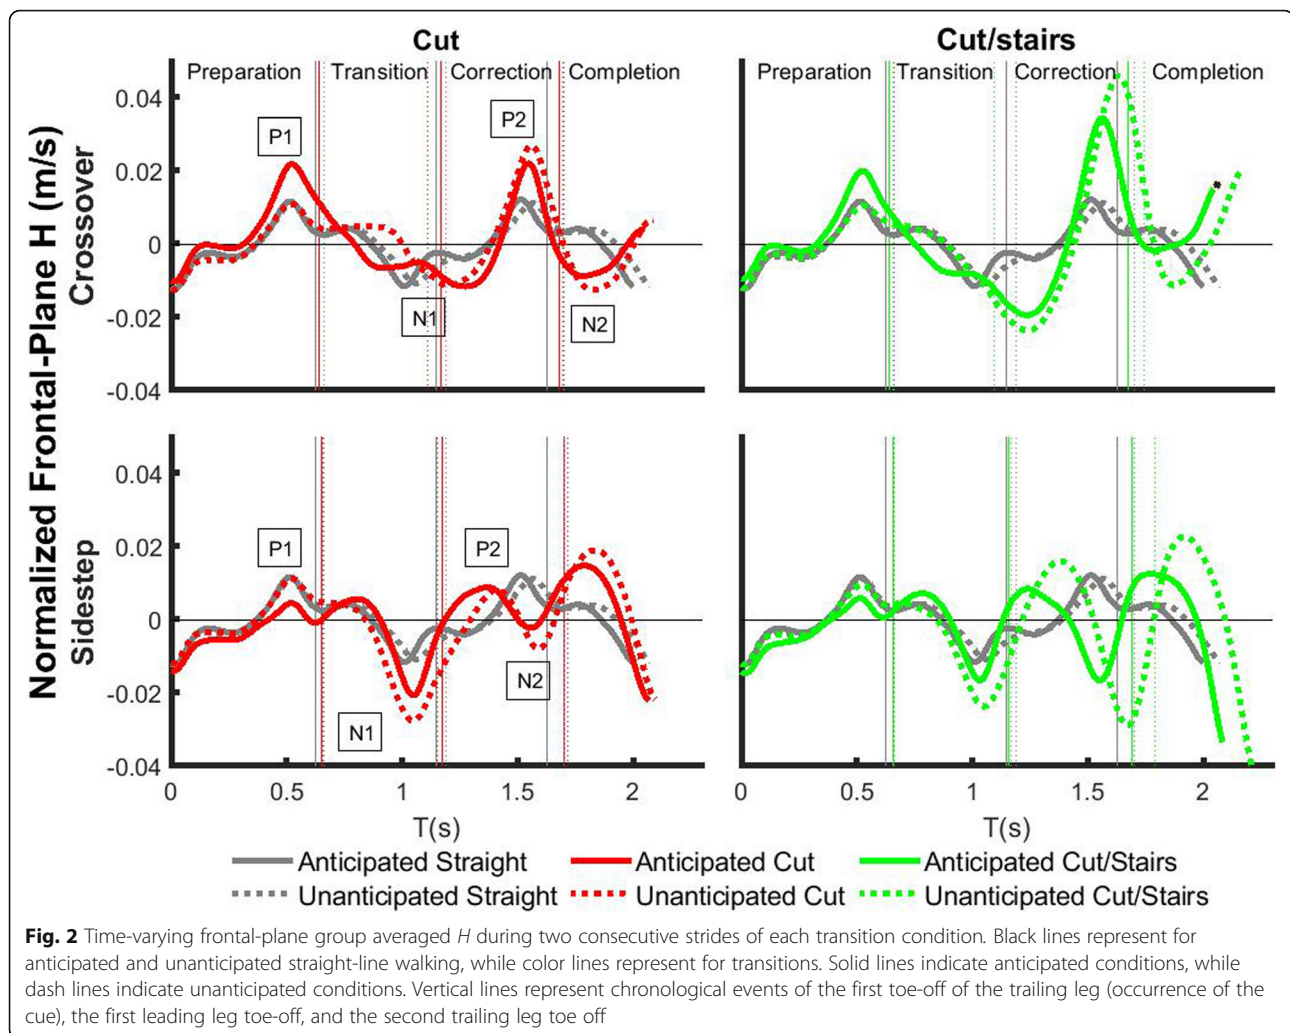 Cut
Cut/stairs
Preparation Transition Correction Completion
Preparation Transition Correction Completion
Normalized Frontal-Plane H (m/s)
Crossover
0.04
0.02
0
-0.02
-0.04
P1
P2
N1
N2
Sidestep
0.04
0.02
0
-0.02
-0.04
P1
P2
N1
N2
0 0.5 1 1.5 2
T(s)
0 0.5 1 1.5 2
T(s)
Anticipated Straight Anticipated Cut Anticipated Cut/Stairs
Unanticipated Straight Unanticipated Cut Unanticipated Cut/Stairs
Fig. 2 Time-varying frontal-plane group averaged H during two consecutive strides of each transition condition. Black lines represent for
anticipated and unanticipated straight-line walking, while color lines represent for transitions. Solid lines indicate anticipated conditions, while
dash lines indicate unanticipated conditions. Vertical lines represent chronological events of the first toe-off of the trailing leg (occurrence of the
cue), the first leading leg toe-off, and the second trailing leg toe off